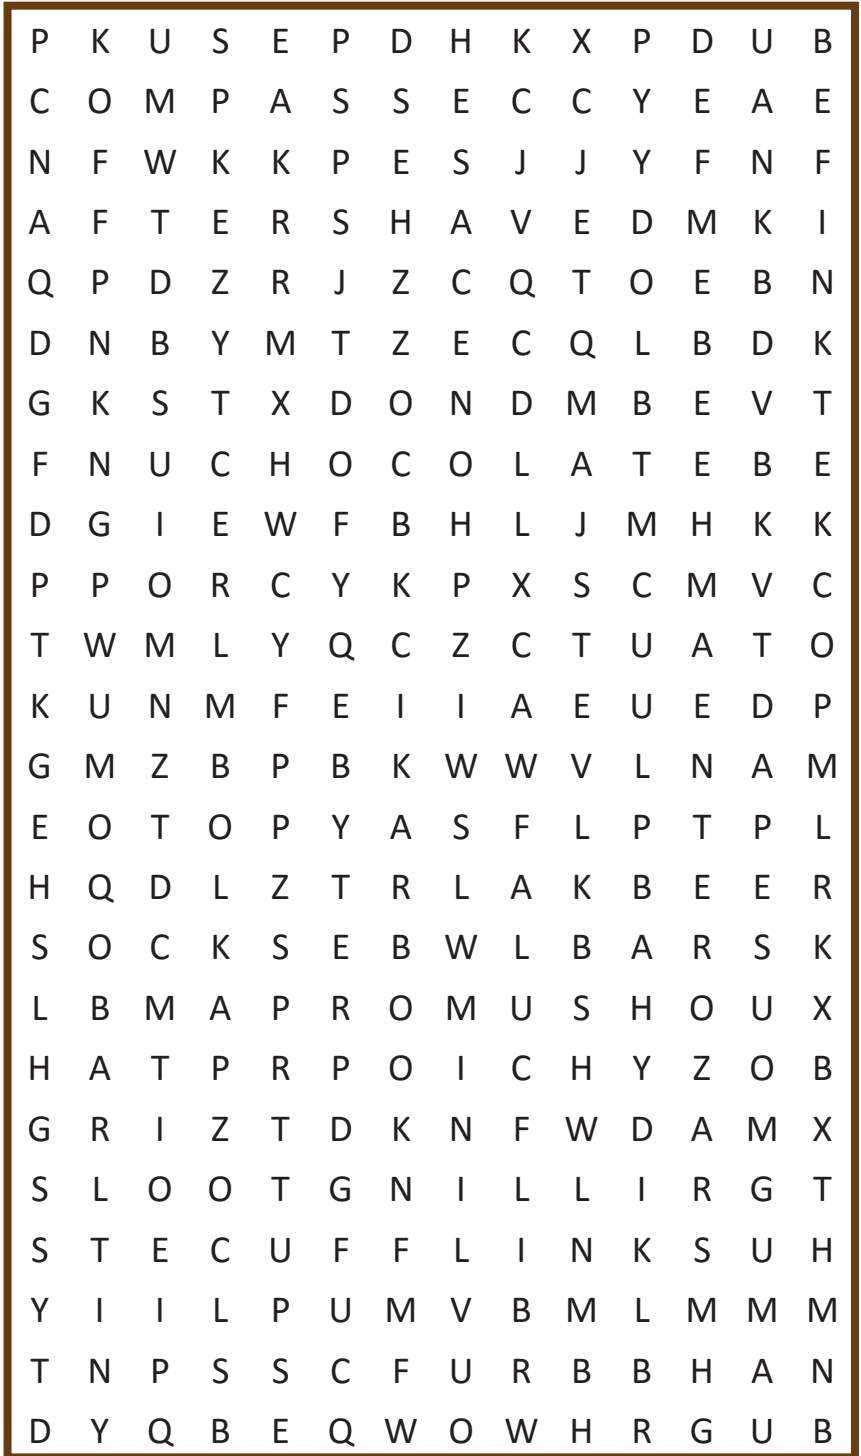 P K U S E P D H K X P D U B
C O M P A S S E C C Y E A E
N F W K K P E S J J Y F N F
A F T E R S H A V E D M K I
Q P D Z R J Z C Q T O E B N
D N B Y M T Z E C Q L B D K
G K S T X D O N D M B E V T
F N U C H O C O L A T E B E
D G I E W F B H L J M H K K
P P O R C Y K P X S C M V C
T W M L Y Q C Z C T U A T O
K U N M F E I I A E U E D P
G M Z B P B K W W V L N A M
E O T O P Y A S F L P T P L
H Q D L Z T R L A K B E E R
S O C K S E B W L B A R S K
L B M A P R O M U S H O U X
H A T P R P O I C H Y Z O B
G R I Z T D K N F W D A M X
S L O O T G N I L L I R G T
S T E C U F F L I N K S U H
Y I I L P U M V B M L M M M
T N P S S C F U R B B H A N
D Y Q B E Q W O W H R G U B